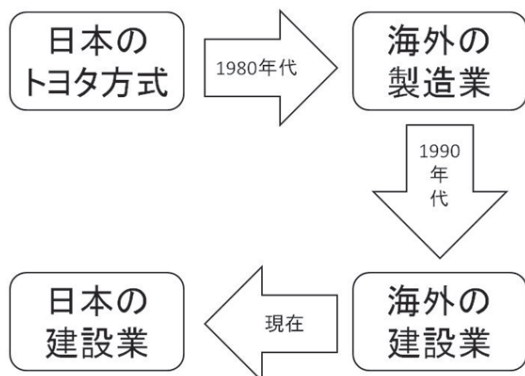 日本の
トヨタ方式
1980年代
海外の
製造業
1990
年
代
海外の
建設業
現在
日本の
建設業